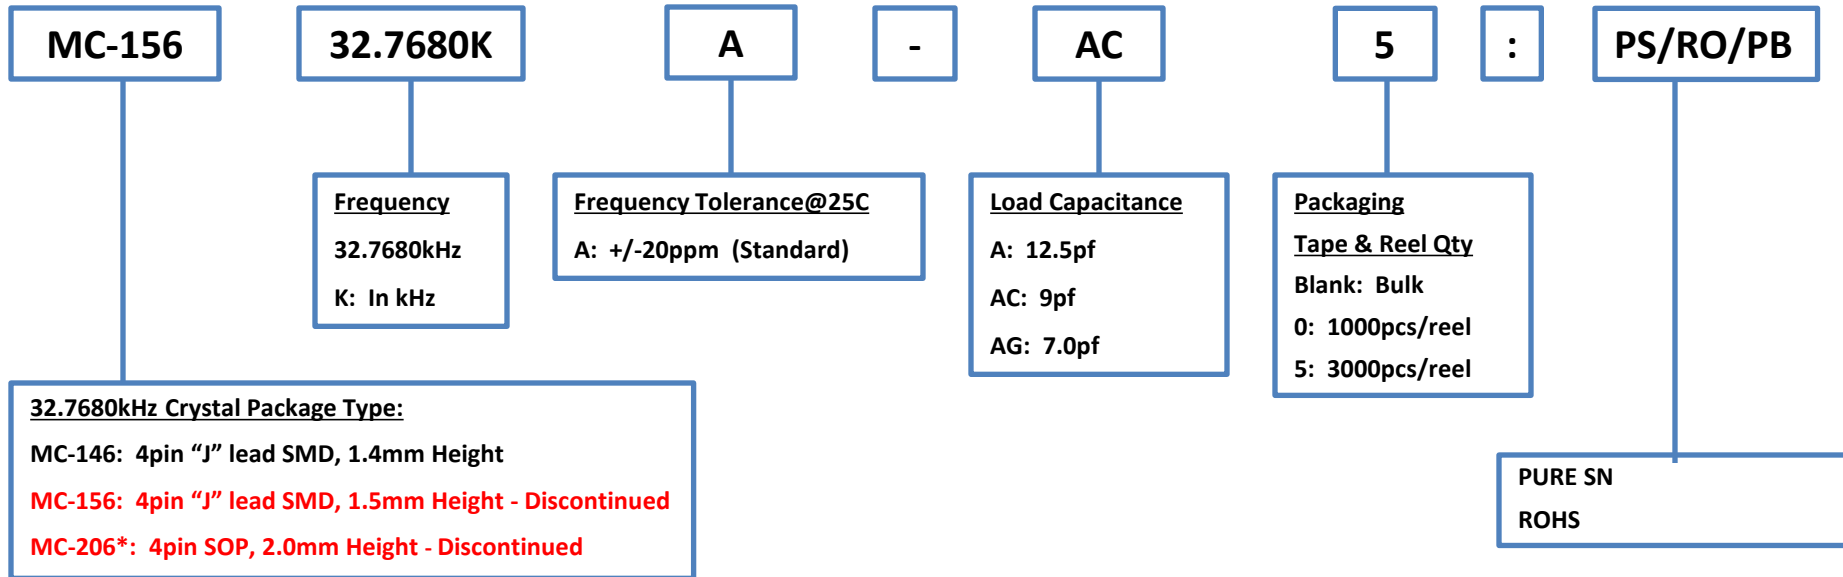 MC-156 32.7680K A - AC 5 : PS/RO/PB
Frequency
32.7680kHz
K: In kHz
Frequency Tolerance@25C
A: +/-20ppm (Standard)
Load Capacitance
A: 12.5pf
AC: 9pf
AG: 7.0pf
Packaging
Tape & Reel Qty
Blank: Bulk
0: 1000pcs/reel
5: 3000pcs/reel
32.7680kHz Crystal Package Type:
MC-146: 4pin “J” lead SMD, 1.4mm Height
MC-156: 4pin “J” lead SMD, 1.5mm Height - Discontinued
MC-206*: 4pin SOP, 2.0mm Height - Discontinued
PURE SN
ROHS